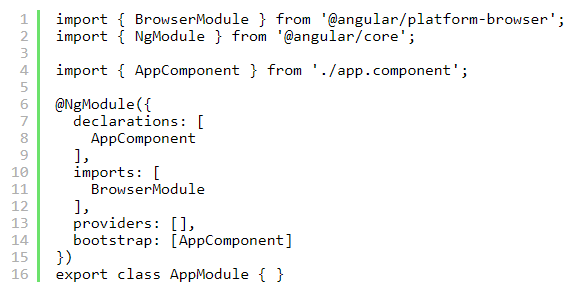 1 import { BrowserModule } from '@angular/platform-browser';
2 import { NgModule } from '@angular/core';
3
4 import { AppComponent } from './app.component';
5
6 @NgModule({
7   declarations: [
8     AppComponent
9   ],
10   imports: [
11     BrowserModule
12   ],
13   providers: [],
14   bootstrap: [AppComponent]
15 })
16 export class AppModule { }